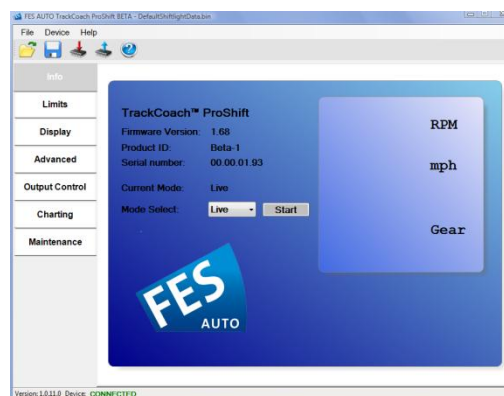 FES AUTO TrackCoach ProShift BETA - DefaultShiftlightData.bin
File Device Help
Info
Limits
Display
Advanced
Output Control
Charting
Maintenance
TrackCoach™ ProShift
Firmware Version: 1.68
Product ID: Beta-1
Serial number: 00.00.01.93
Current Mode: Live
Mode Select: Live Start
FES
AUTO
RPM
mph
Gear
Version: 1.0.11.0 Device: CONNECTED